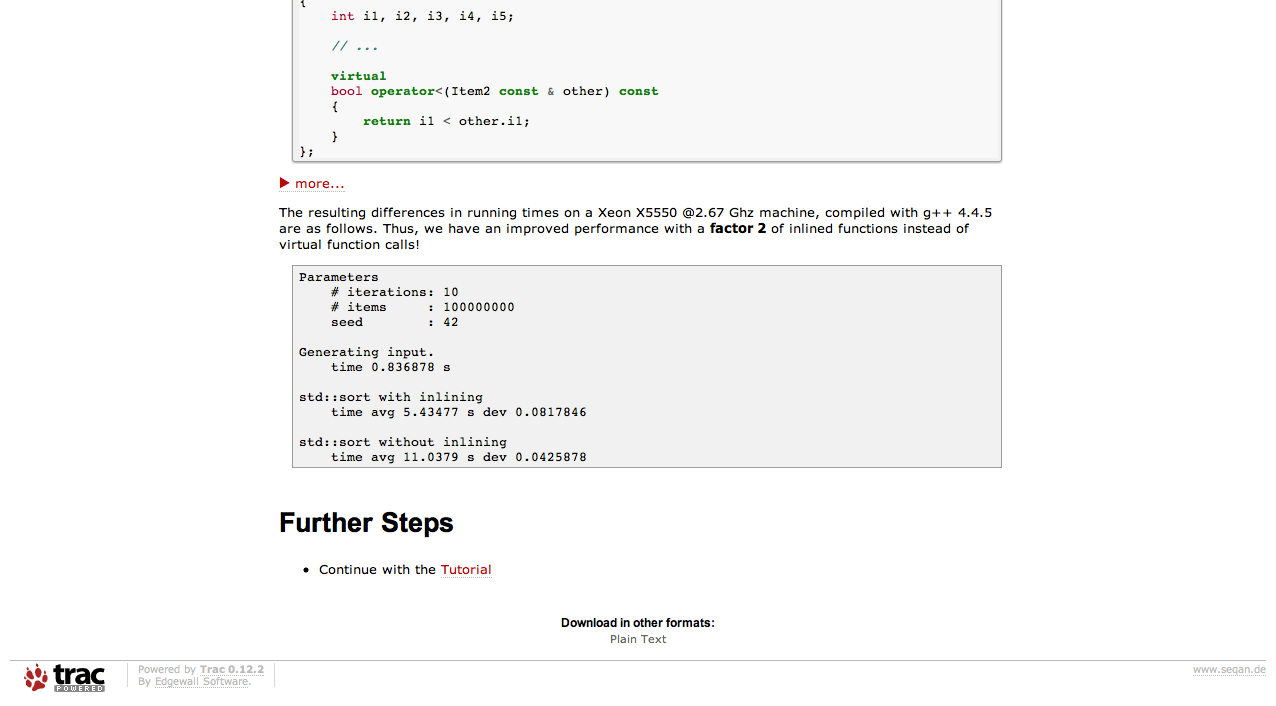 {
int i1, i2, i3, i4, i5;
// ...
virtual
bool operator<(Item2 const & other) const
{
return i1 < other.i1;
}
};
more...
The resulting differences in running times on a Xeon X5550 @2.67 Ghz machine, compiled with g++ 4.4.5
are as follows. Thus, we have an improved performance with a factor 2 of inlined functions instead of
virtual function calls!
Parameters
# iterations: 10
# items : 100000000
seed : 42
Generating input.
time 0.836878 s
std::sort with inlining
time avg 5.43477 s dev 0.0817846
std::sort without inlining
time avg 11.0379 s dev 0.0425878
Further Steps
• Continue with the Tutorial
Download in other formats:
Plain Text
trac
POWERED
Powered by Trac 0.12.2
By Edgewall Software.
www.seqan.de